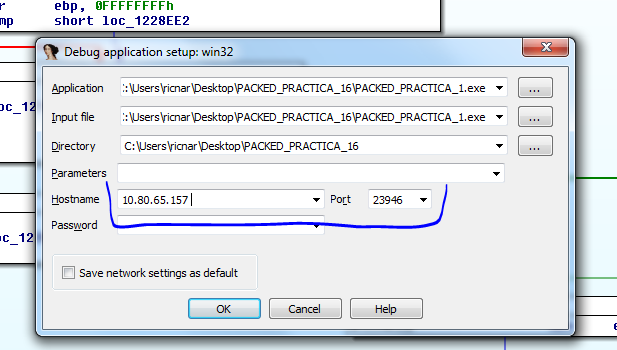 r ebp, 0FFFFFFFFh
mp short loc_1228EE2
Debug application setup: win32
Application :\Users\ricnar\Desktop\PACKED_PRACTICA_16\PACKED_PRACTICA_1.exe ...
Input file :\Users\ricnar\Desktop\PACKED_PRACTICA_16\PACKED_PRACTICA_1.exe ...
Directory C:\Users\ricnar\Desktop\PACKED_PRACTICA_16 ...
Parameters
Hostname 10.80.65.157 Port 23946
Password
Save network settings as default
OK Cancel Help
loc_12
loc_12
e